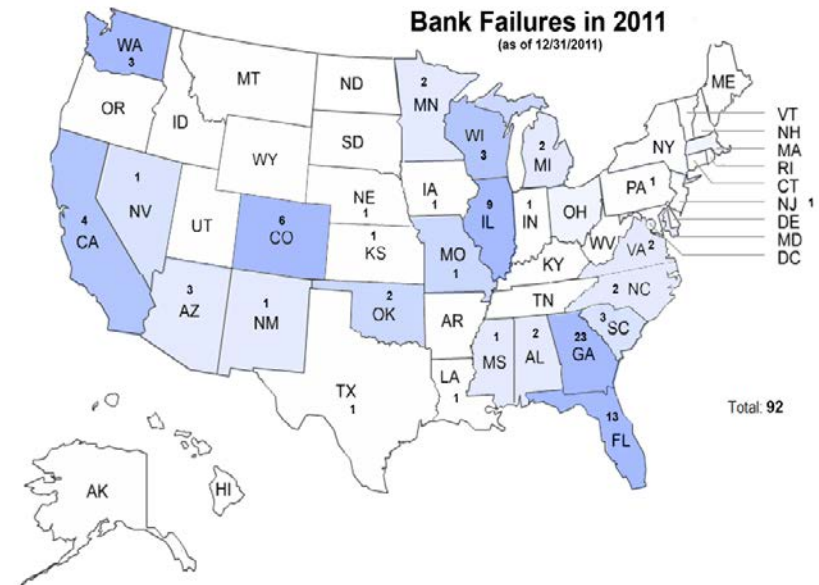 Bank Failures in 2011
(as of 12/31/2011)
WA
3
MT
ND
2
MN
ME
OR
ID
SD
WI
3
2
MI
NY
VT
NH
MA
RI
CT
NJ 1
DE
MD
DC
WY
1
NV
NE
1
IA
1
9
IL
1
IN
OH
PA 1
4
CA
UT
6
CO
1
KS
MO
1
KY
WV
VA 2
3
AZ
1
NM
2
OK
AR
TN
2 NC
3
SC
1
MS
2
AL
23
GA
TX
1
LA
1
13
FL
Total: 92
AK
HI